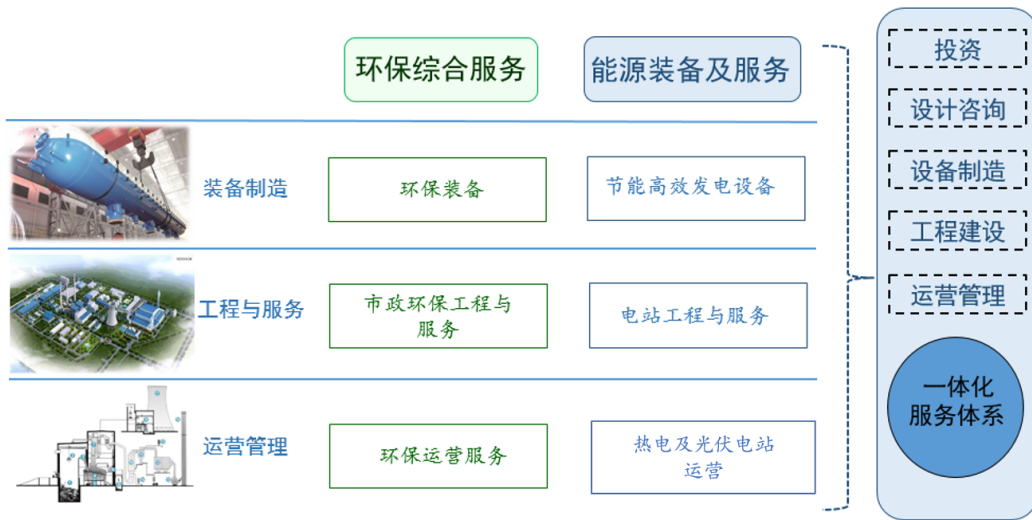 环保综合服务
能源装备及服务
装备制造
环保装备
节能高效发电设备
工程与服务
市政环保工程与
服务
电站工程与服务
运营管理
环保运营服务
热电及光伏电站
运营
投资
设计咨询
设备制造
工程建设
运营管理
一体化
服务体系